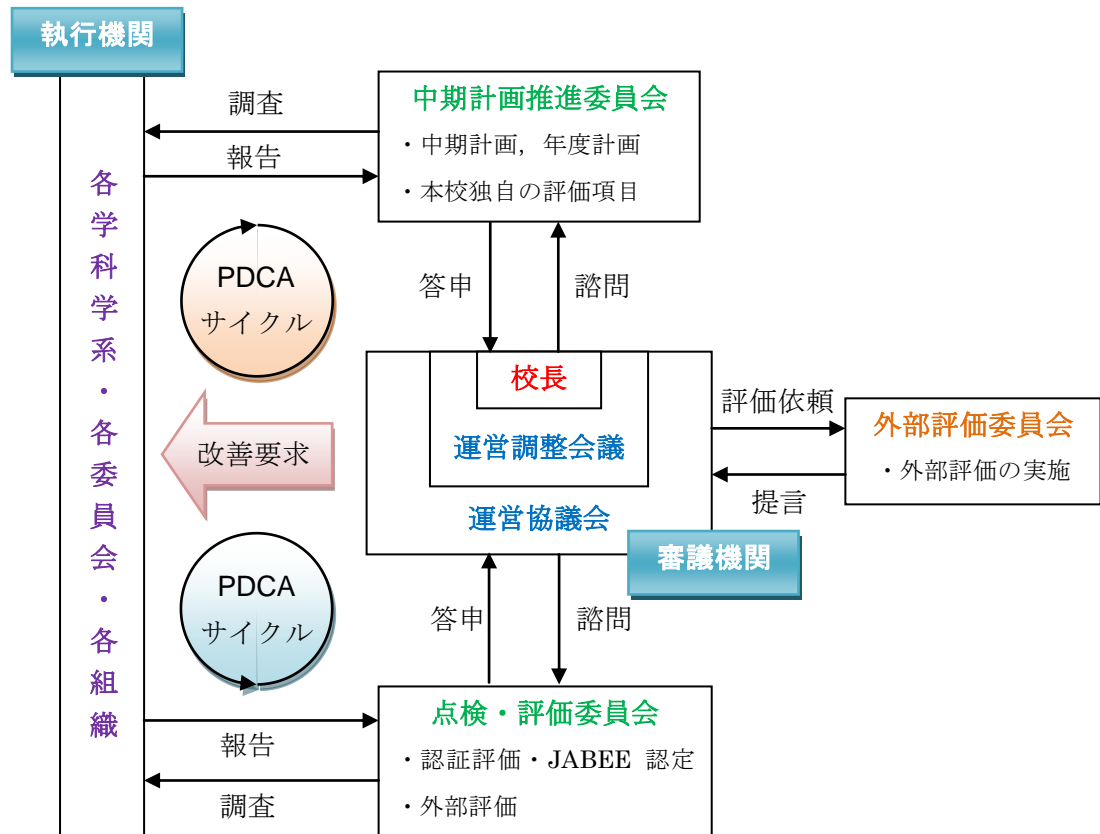 執行機関
各学科学系・各委員会・各組織
調査
報告
中期計画推進委員会
・中期計画，年度計画
・本校独自の評価項目
PDCA
サイクル
答申
諮問
校長
運営調整会議
運営協議会
審議機関
改善要求
評価依頼
提言
外部評価委員会
・外部評価の実施
PDCA
サイクル
答申
諮問
報告
調査
点検・評価委員会
・認証評価・JABEE 認定
・外部評価